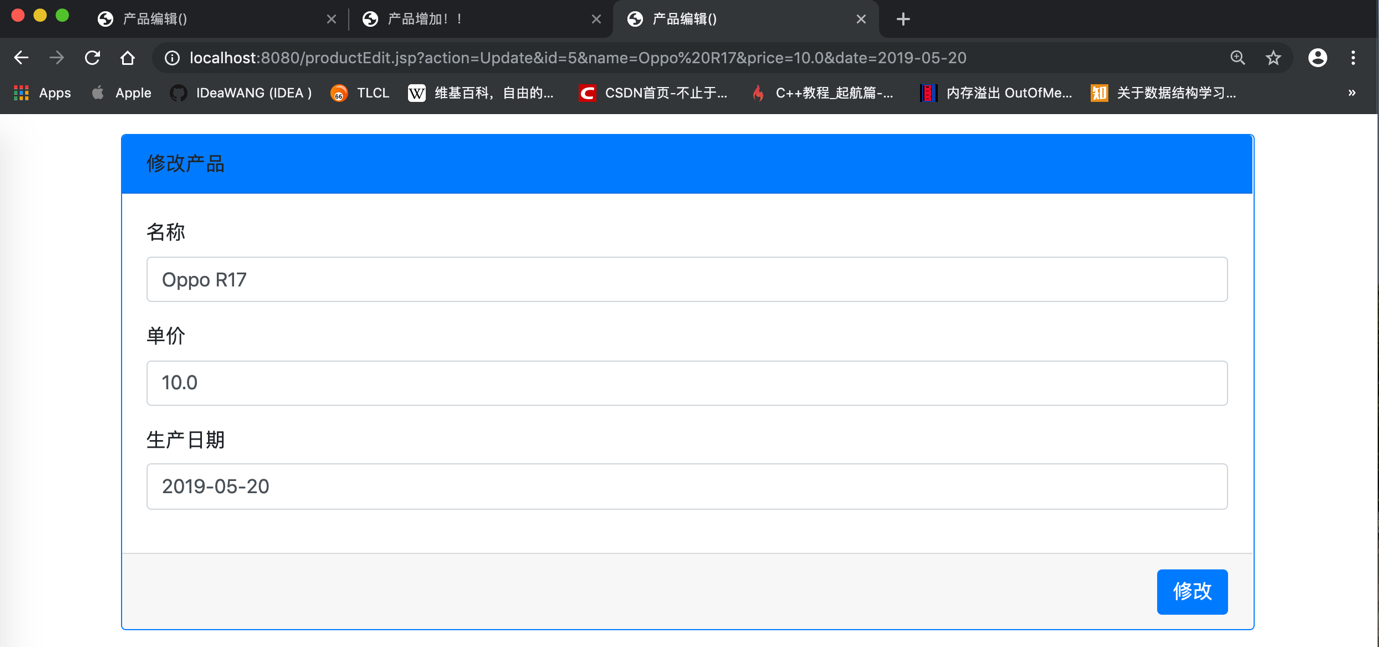 产品编辑()
产品增加！！
产品编辑()
localhost:8080/productEdit.jsp?action=Update&id=5&name=Oppo%20R17&price=10.0&date=2019-05-20
Apps Apple IDeaWANG (IDEA ) TLCL 维基百科，自由的... CSDN首页-不止于... C++教程_起航篇-... 内存溢出 OutOfMe... 知 关于数据结构学习... »
修改产品
名称
Oppo R17
单价
10.0
生产日期
2019-05-20
修改